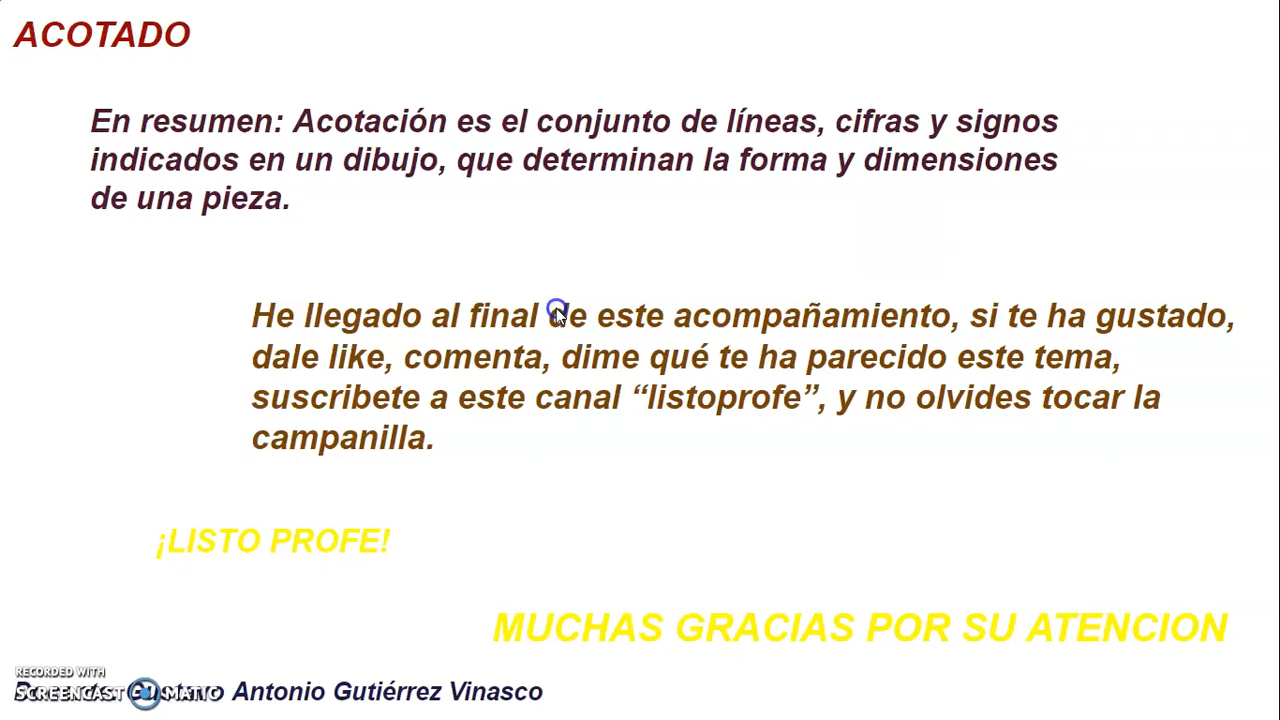 ACOTADO
En resumen: Acotación es el conjunto de líneas, cifras y signos
indicados en un dibujo, que determinan la forma y dimensiones
de una pieza.
He llegado al final de este acompañamiento, si te ha gustado,
dale like, comenta, dime qué te ha parecido este tema,
suscribete a este canal “listoprofe”, y no olvides tocar la
campanilla.
¡LISTO PROFE!
MUCHAS GRACIAS POR SU ATENCION
RECORDED WITH
SCREENCAST MATIC
Antonio Gutiérrez Vinasco